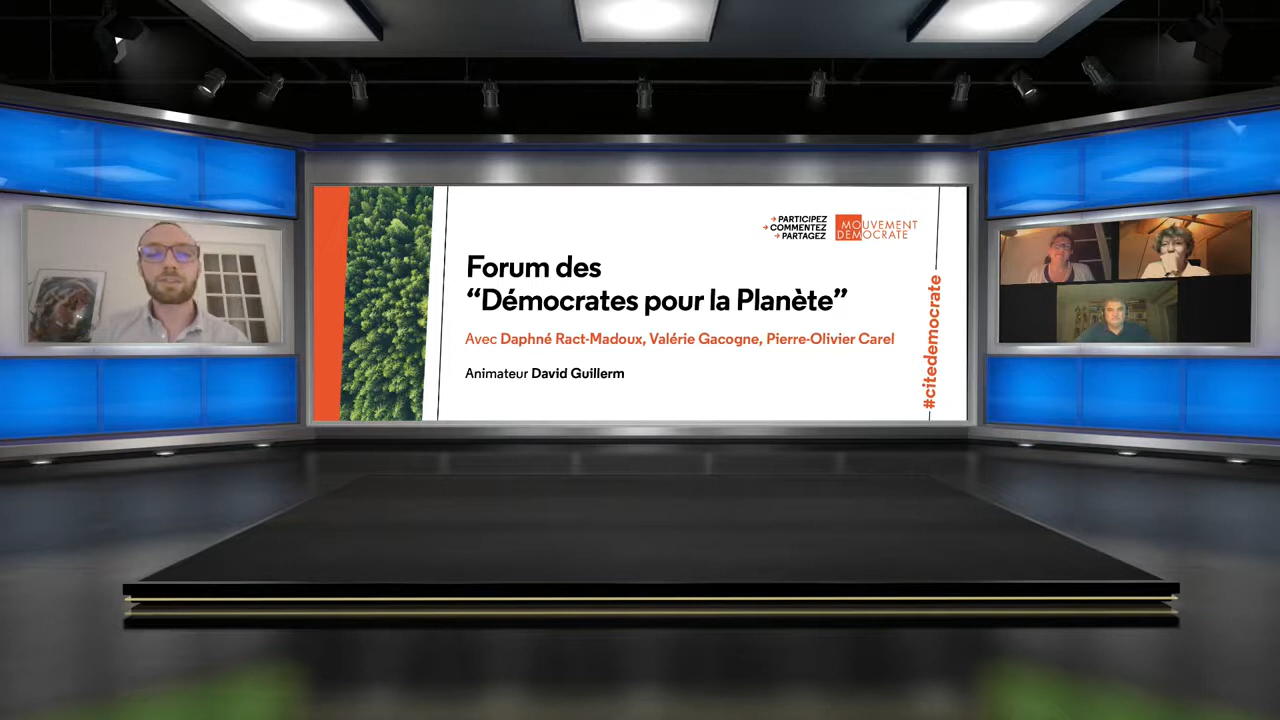 PARTICIPEZ
COMMENTEZ
PARTAGEZ
MOUVEMENT
DEMOCRATE
Forum des
“Démocrates pour la Planète”
Avec Daphné Ract-Madoux, Valérie Gacogne, Pierre-Olivier Carel
Animateur David Guillerm
#citedemocrate